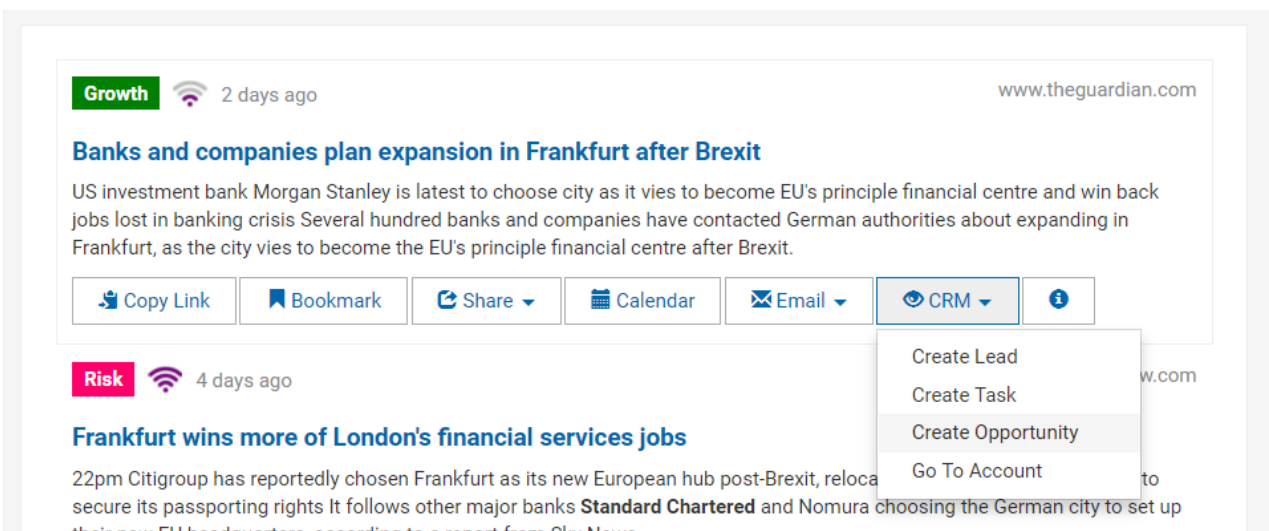 Growth 2 days ago www.theguardian.com
Banks and companies plan expansion in Frankfurt after Brexit
US investment bank Morgan Stanley is latest to choose city as it vies to become EU's principle financial centre and win back
jobs lost in banking crisis Several hundred banks and companies have contacted German authorities about expanding in
Frankfurt, as the city vies to become the EU's principle financial centre after Brexit.
Copy Link Bookmark Share Calendar Email CRM
Create Lead
Risk 4 days ago w.com
Create Task
Create Opportunity
Frankfurt wins more of London's financial services jobs
Go To Account
22pm Citigroup has reportedly chosen Frankfurt as its new European hub post-Brexit, reloca to
secure its passporting rights It follows other major banks Standard Chartered and Nomura choosing the German city to set up